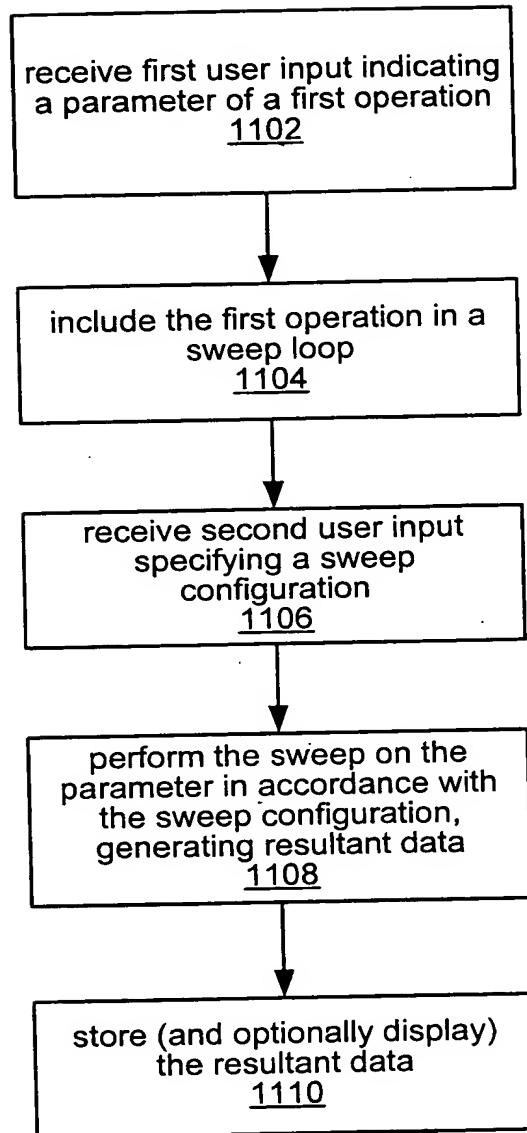 receive first user input indicating
a parameter of a first operation
1102
include the first operation in a
sweep loop
1104
receive second user input
specifying a sweep
configuration
1106
perform the sweep on the
parameter in accordance with
the sweep configuration,
generating resultant data
1108
store (and optionally display)
the resultant data
1110